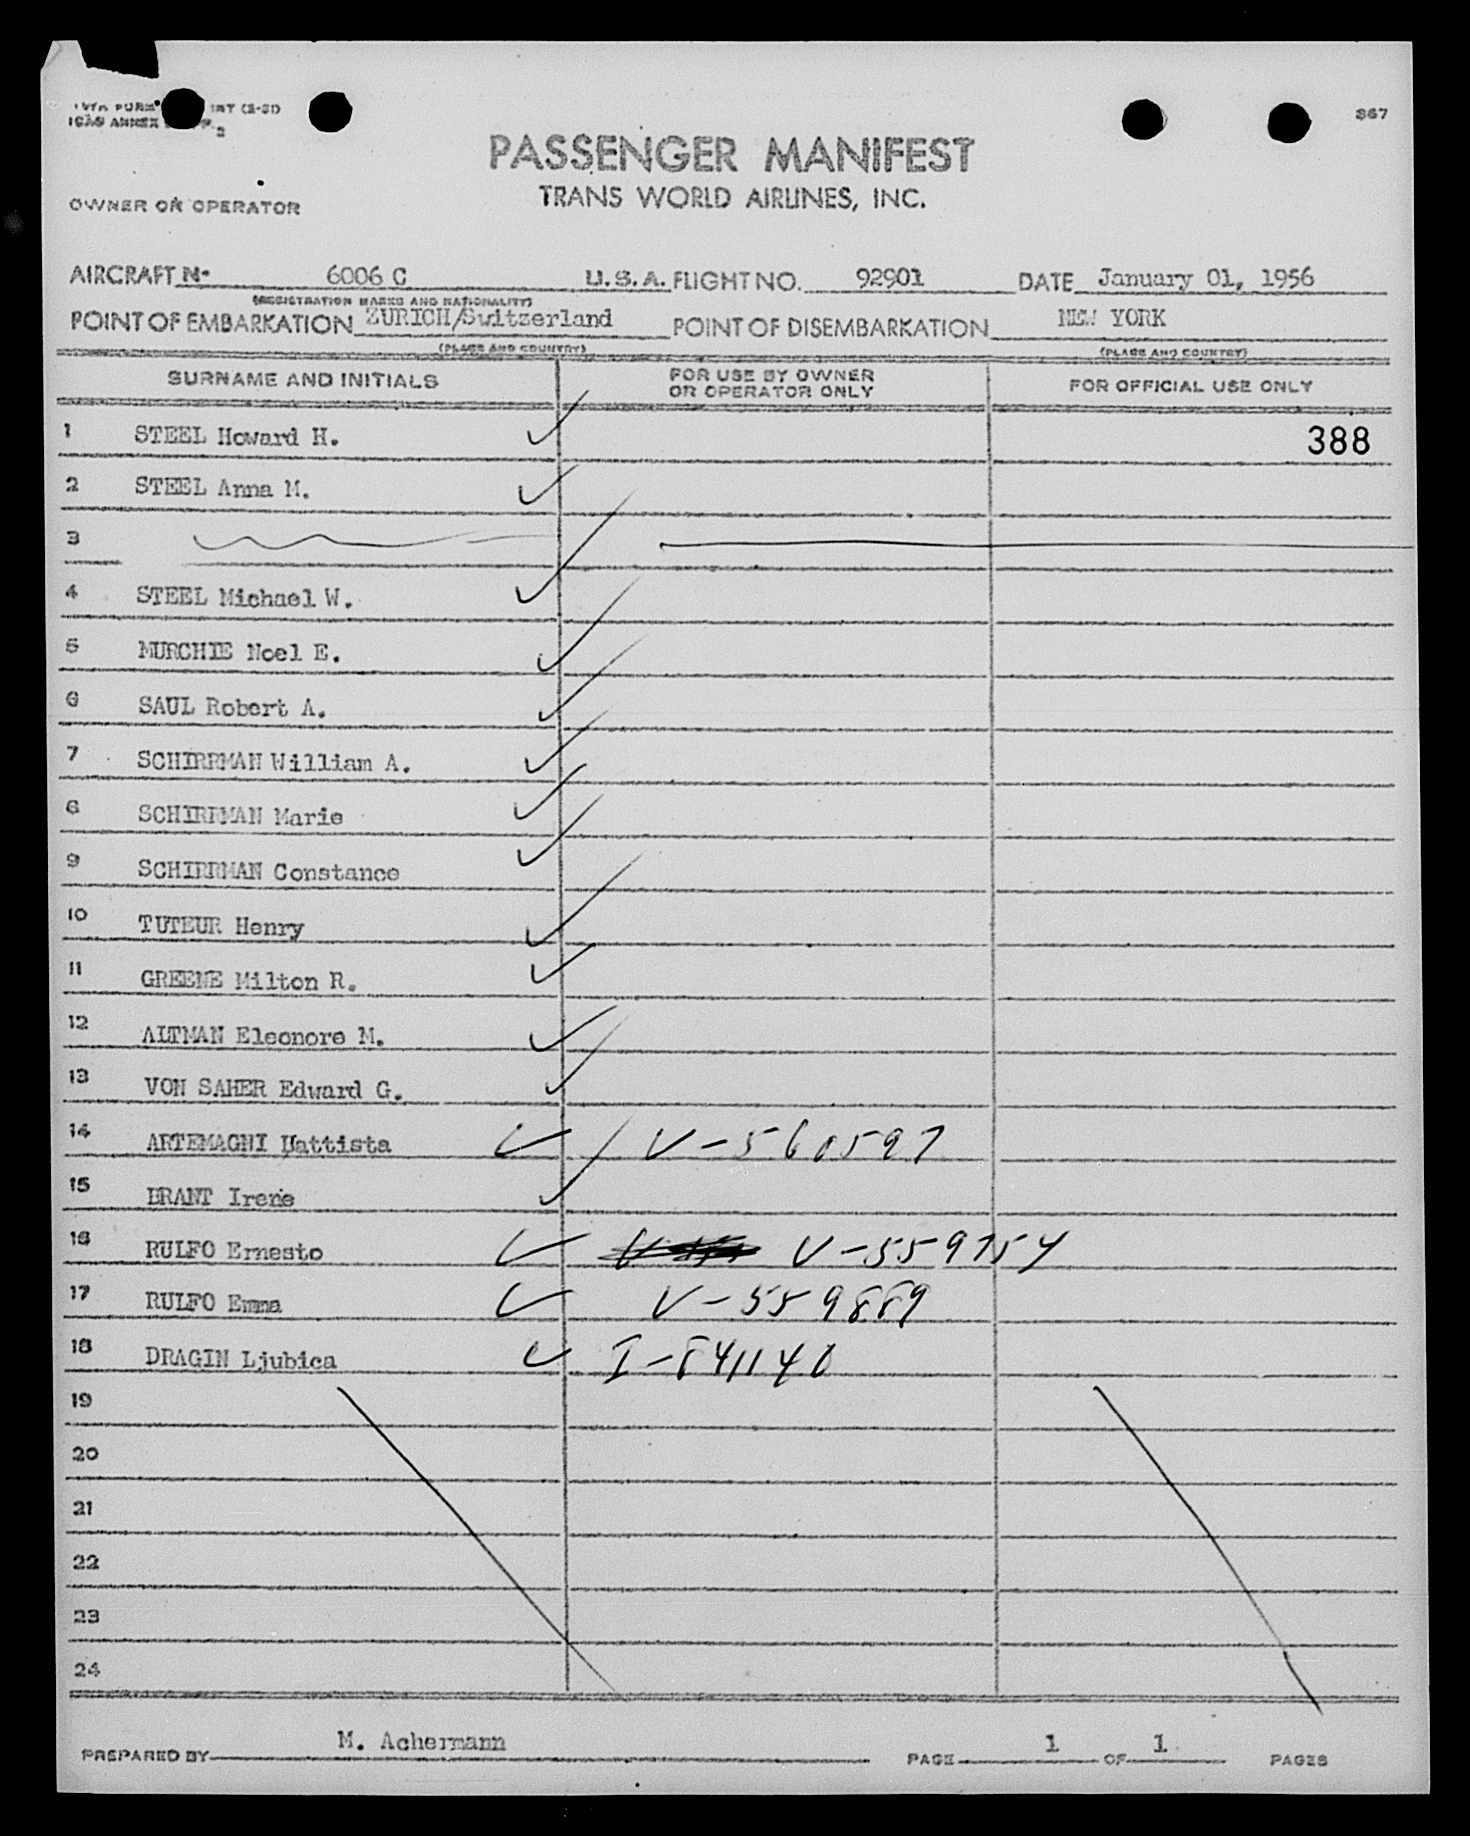 367
PASSENGER MANIFEST
TRANS WORLD AIRLINES, INC.
OWNER OR OPERATOR
AIRCRAFT No 6006 C U.S.A. FLIGHT NO. 92901 DATE January 01, 1956
(REGISTRATION MARKS AND NATIONALITY)
POINT OF EMBARKATION ZURICH/Switzerland POINT OF DISEMBARKATION NEW YORK
(PLACE AND COUNTRY) (PLACE AND COUNTRY)
SURNAME AND INITIALS FOR USE BY OWNER OR OPERATOR ONLY FOR OFFICIAL USE ONLY
1 STEEL Howard H. 388
2 STEEL Anna M.
3
4 STEEL Michael W.
5 MURCHIE Noel E.
6 SAUL Robert A.
7 SCHIRRMAN William A.
8 SCHIRRMAN Marie
9 SCHIRRMAN Constance
10 TUTEUR Henry
11 GREENE Milton R.
12 ALTMAN Eleonore M.
13 VON SAHER Edward G.
14 ARTEMAGNI Battista V-560597
15 BRANT Irene
16 RULFO Ernesto V-559754
17 RULFO Emma V-559889
18 DRAGIN Ljubica I-841140
19
20
21
22
23
24
PREPARED BY M. Achermann PAGE 1 OF 1 PAGES